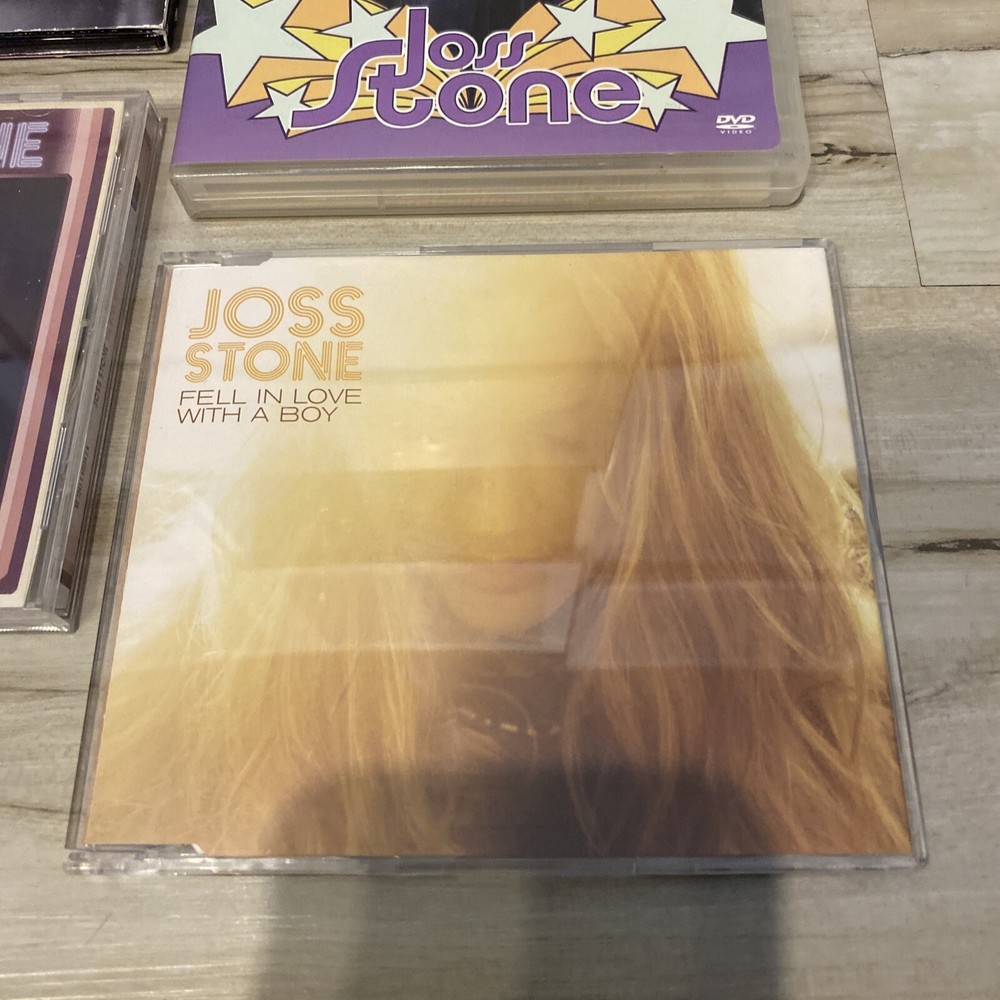 Joss
Stone
DVD
VIDEO
JOSS
STONE
FELL IN LOVE
WITH A BOY